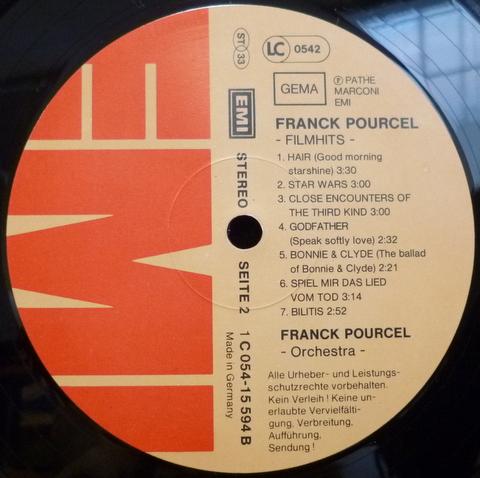 ST
33
LC 0542
GEMA
℗ PATHE
MARCONI
EMI
EMI
FRANCK POURCEL
- FILMHITS -
1. HAIR (Good morning
starshine) 3:30
2. STAR WARS 3:00
3. CLOSE ENCOUNTERS OF
THE THIRD KIND 3:00
4. GODFATHER
(Speak softly love) 2:32
5. BONNIE & CLYDE (The ballad
of Bonnie & Clyde) 2:21
6. SPIEL MIR DAS LIED
VOM TOD 3:14
7. BILITIS 2:52
FRANCK POURCEL
- Orchestra -
Alle Urheber- und Leistungs-
schutzrechte vorbehalten.
Kein Verleih! Keine un-
erlaubte Vervielfälti-
gung, Verbreitung,
Aufführung,
Sendung!
STEREO
SEITE 2
1 C 054-15 594 B
Made in Germany
EMI